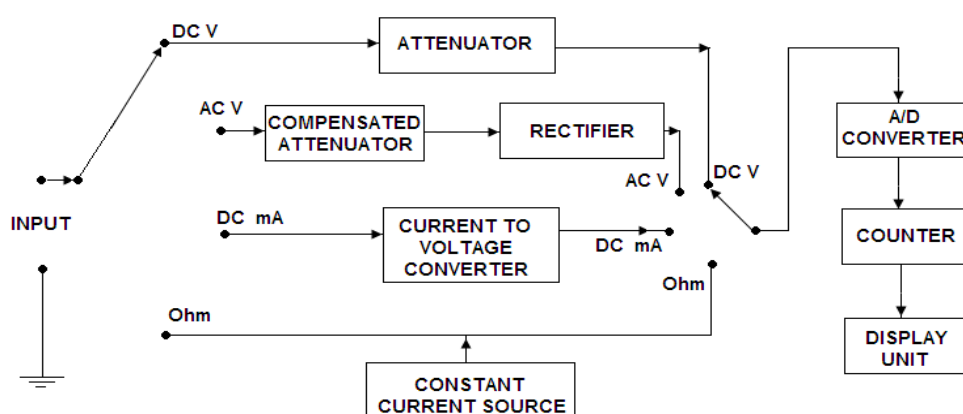 DC V
ATTENUATOR
AC V
COMPENSATED
ATTENUATOR
RECTIFIER
A/D
CONVERTER
AC V
DC V
INPUT
DC mA
CURRENT TO
VOLTAGE
CONVERTER
DC mA
COUNTER
Ohm
Ohm
DISPLAY
UNIT
CONSTANT
CURRENT SOURCE